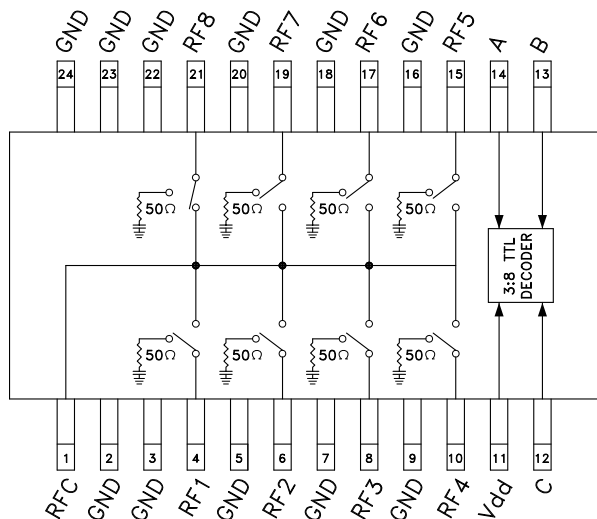 GND GND GND RF8 GND RF7 GND RF6 GND RF5 A B
24 23 22 21 20 19 18 17 16 15 14 13
50Ω 50Ω 50Ω 50Ω
3:8 TTL
DECODER
50Ω 50Ω 50Ω 50Ω
1 2 3 4 5 6 7 8 9 10 11 12
RFC GND GND RF1 GND RF2 GND RF3 GND RF4 Vdd C